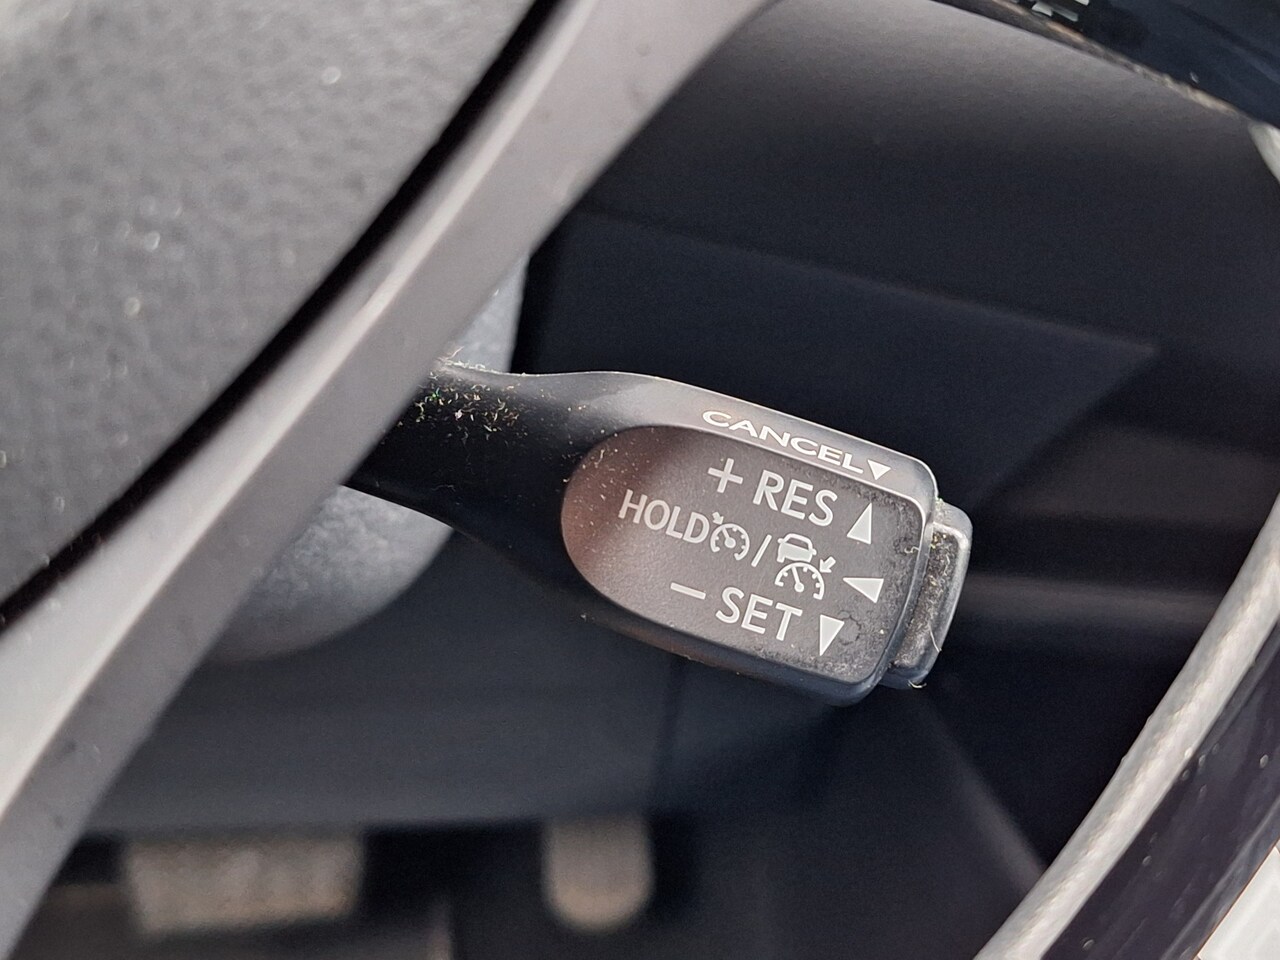 CANCEL▼
+ RES ▲
HOLD / ◀
− SET ▼